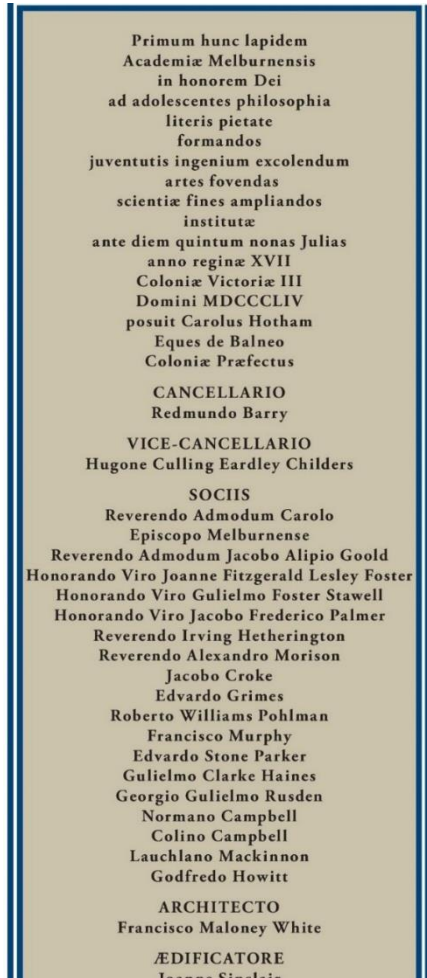 Primum hunc lapidem
Academiæ Melburnensis
in honorem Dei
ad adolescentes philosophia
literis pietate
formandos
juventutis ingenium excolendum
artes fovendas
scientiæ fines ampliandos
institutæ
ante diem quintum nonas Julias
anno reginæ XVII
Coloniæ Victoriæ III
Domini MDCCCLIV
posuit Carolus Hotham
Eques de Balneo
Coloniæ Præfectus
CANCELLARIO
Redmundo Barry
VICE-CANCELLARIO
Hugone Culling Eardley Childers
SOCIIS
Reverendo Admodum Carolo
Episcopo Melburnense
Reverendo Admodum Jacobo Alipio Goold
Honorando Viro Joanne Fitzgerald Lesley Foster
Honorando Viro Gulielmo Foster Stawell
Honorando Viro Jacobo Frederico Palmer
Reverendo Irving Hetherington
Reverendo Alexandro Morison
Jacobo Croke
Edvardo Grimes
Roberto Williams Pohlman
Francisco Murphy
Edvardo Stone Parker
Gulielmo Clarke Haines
Georgio Gulielmo Rusden
Normano Campbell
Colino Campbell
Lauchlano Mackinnon
Godfredo Howitt
ARCHITECTO
Francisco Maloney White
ÆDIFICATORE